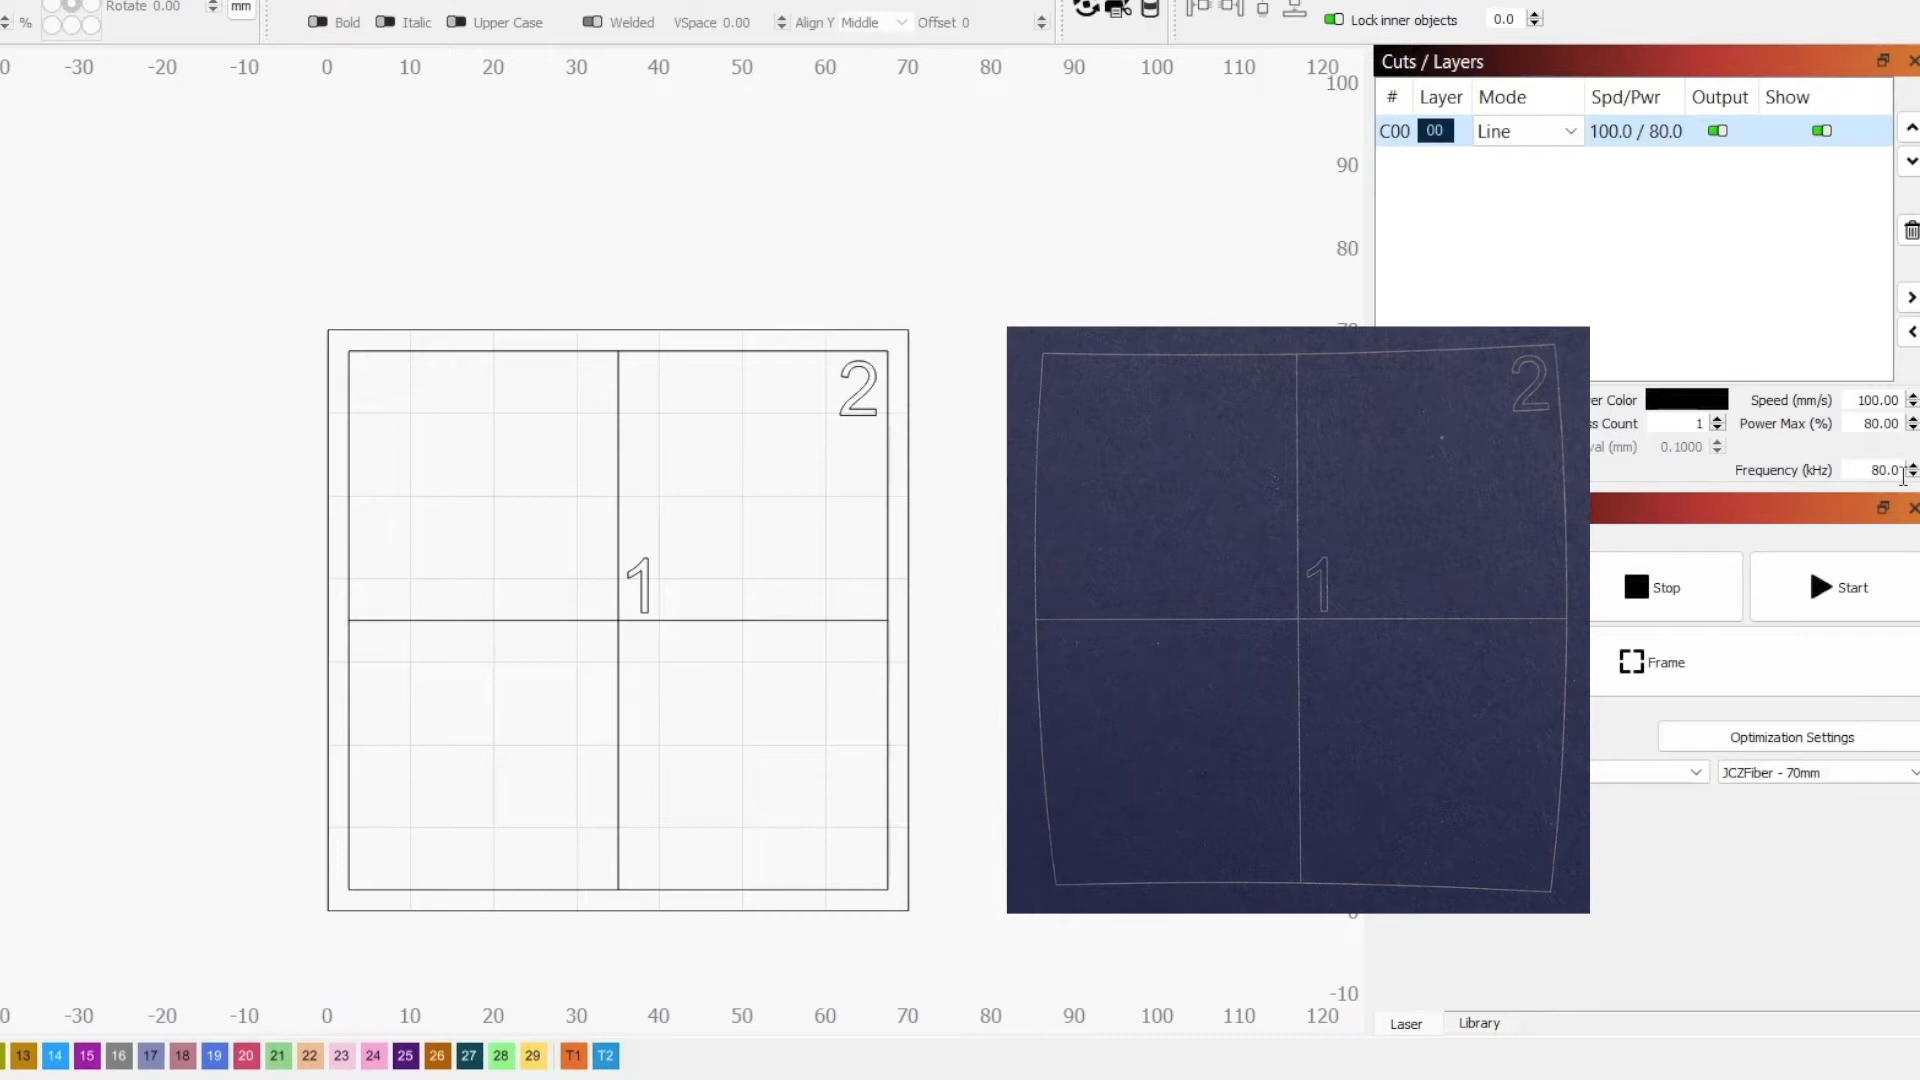 % Rotate 0.00 mm Bold Italic Upper Case Welded VSpace 0.00 Align Y Middle Offset 0 Lock inner objects 0.0
0 -30 -20 -10 0 10 20 30 40 50 60 70 80 90 100 110 120
100
90
80
-10
Cuts / Layers
# Layer Mode Spd/Pwr Output Show
C00 00 Line 100.0 / 80.0
2
1
2
1
er Color Speed (mm/s) 100.00
ss Count 1 Power Max (%) 80.00
val (mm) 0.1000
Frequency (kHz) 80.0
Stop Start
Frame
Optimization Settings
JCZFiber - 70mm
0 -30 -20 -10 0 10 20 30 40 50 60 70 80 90 100 110 120
Laser Library
13 14 15 16 17 18 19 20 21 22 23 24 25 26 27 28 29 T1 T2